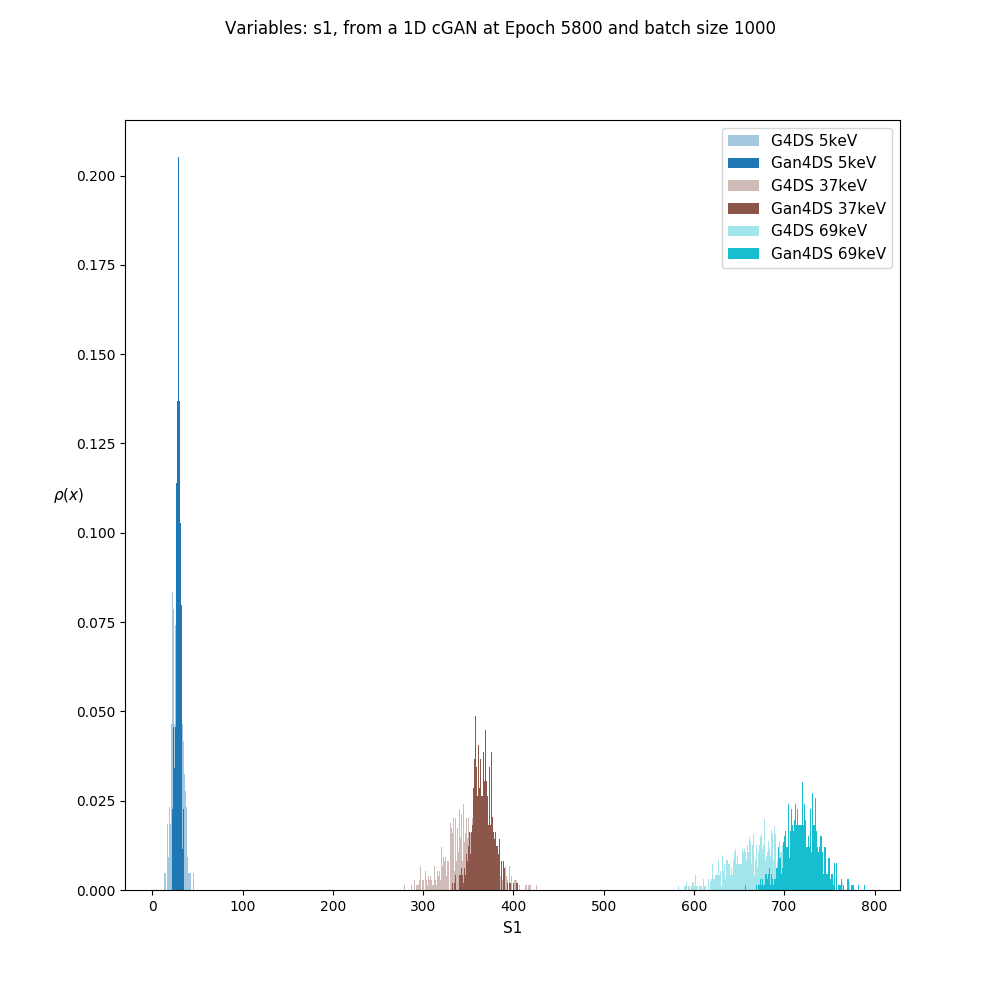 Variables: s1, from a 1D cGAN at Epoch 5800 and batch size 1000
G4DS 5keV
Gan4DS 5keV
G4DS 37keV
Gan4DS 37keV
G4DS 69keV
Gan4DS 69keV
0.200
0.175
0.150
0.125
ρ(x)
0.100
0.075
0.050
0.025
0.000
0 100 200 300 400 500 600 700 800
S1